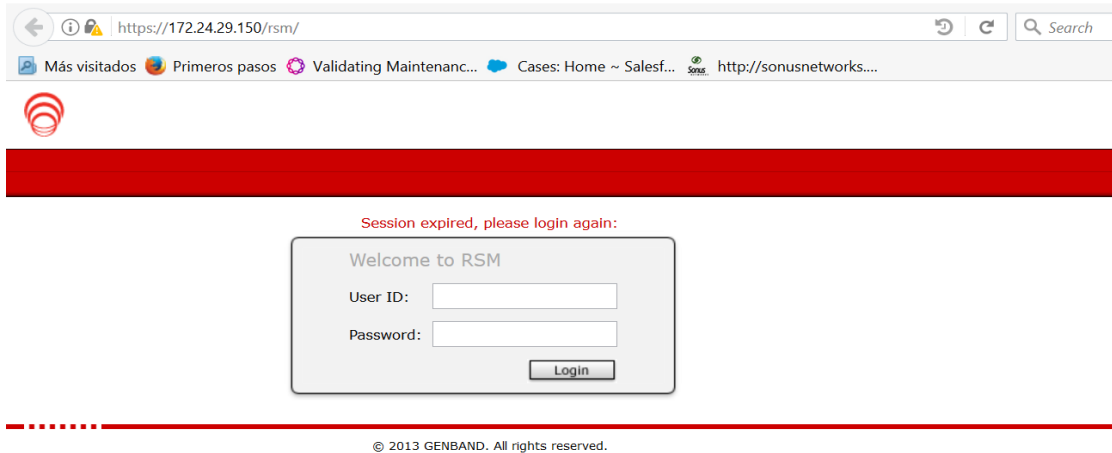 https://172.24.29.150/rsm/
Search
Más visitados Primeros pasos Validating Maintenanc... Cases: Home ~ Salesf... Sonus http://sonusnetworks....
Session expired, please login again:
Welcome to RSM
User ID:
Password:
Login
© 2013 GENBAND. All rights reserved.